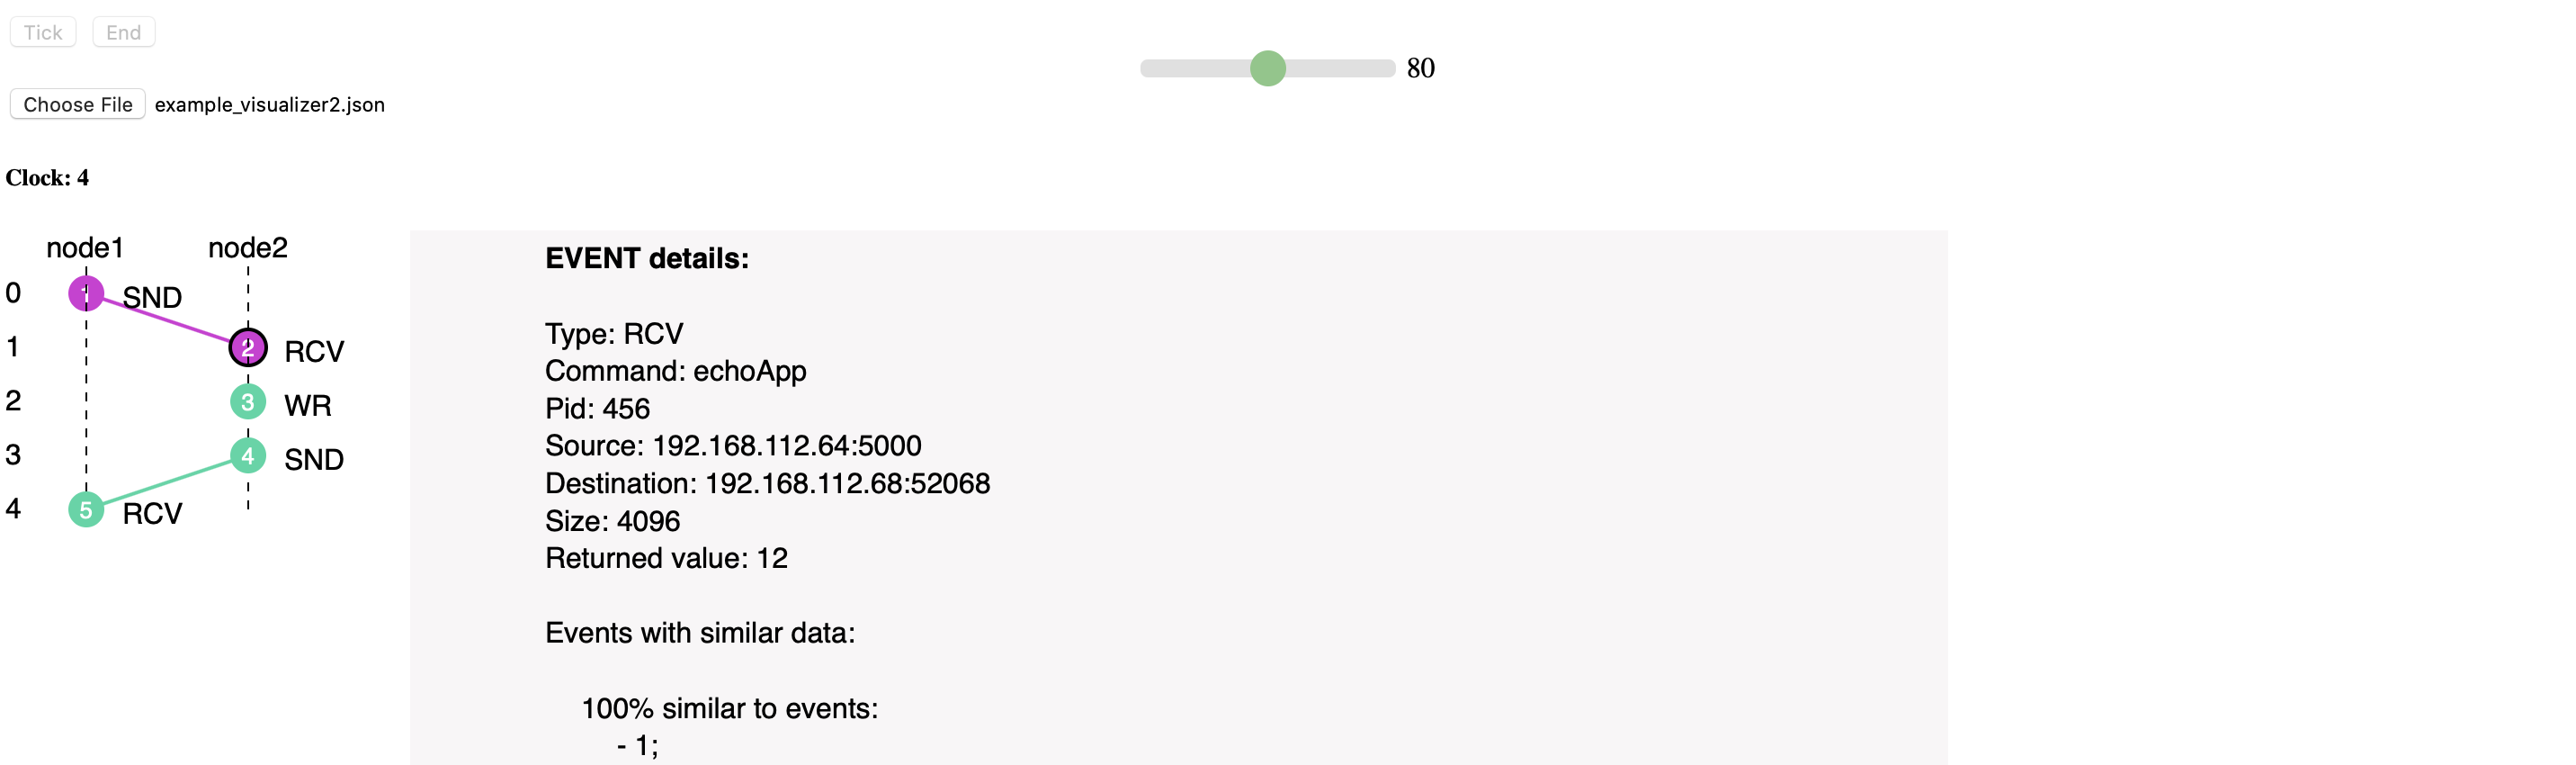 Tick End
80
Choose File example_visualizer2.json
Clock: 4
node1 node2
0 1 SND
1 2 RCV
2 3 WR
3 4 SND
4 5 RCV
EVENT details:
Type: RCV
Command: echoApp
Pid: 456
Source: 192.168.112.64:5000
Destination: 192.168.112.68:52068
Size: 4096
Returned value: 12
Events with similar data:
100% similar to events:
- 1;